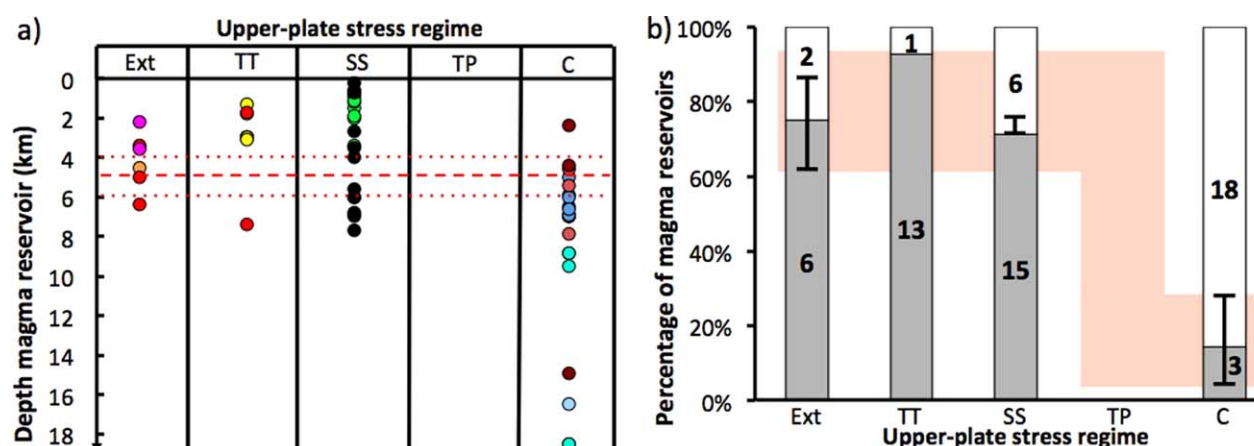 a)
Upper-plate stress regime
Ext TT SS TP C
Depth magma reservoir (km)
0
2
4
6
8
10
12
14
16
18
b)
Percentage of magma reservoirs
100%
80%
60%
40%
20%
0%
2 1 6 18
6 13 15 3
Ext TT SS TP C
Upper-plate stress regime